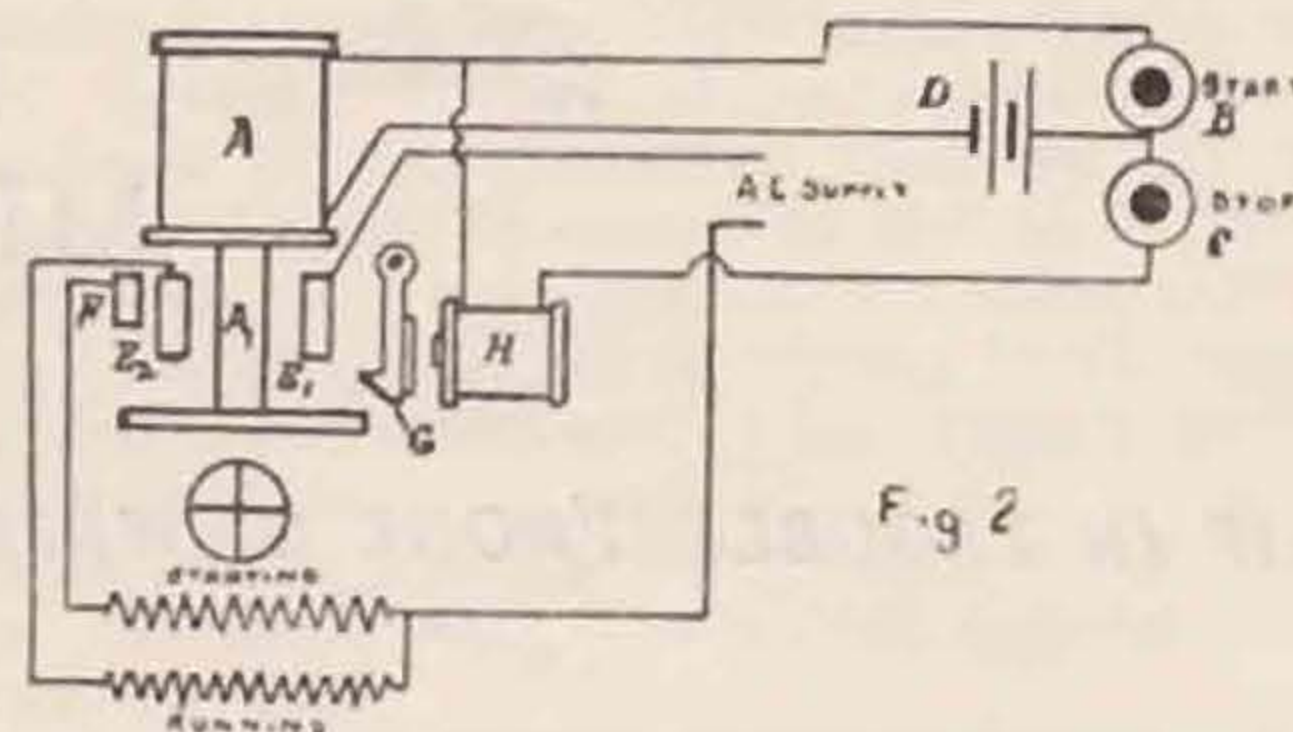 A
D
START
B
A C SUPPLY
STOP
C
F
E2
A1
E1
H
G
Fig 2
STARTING
RUNNING